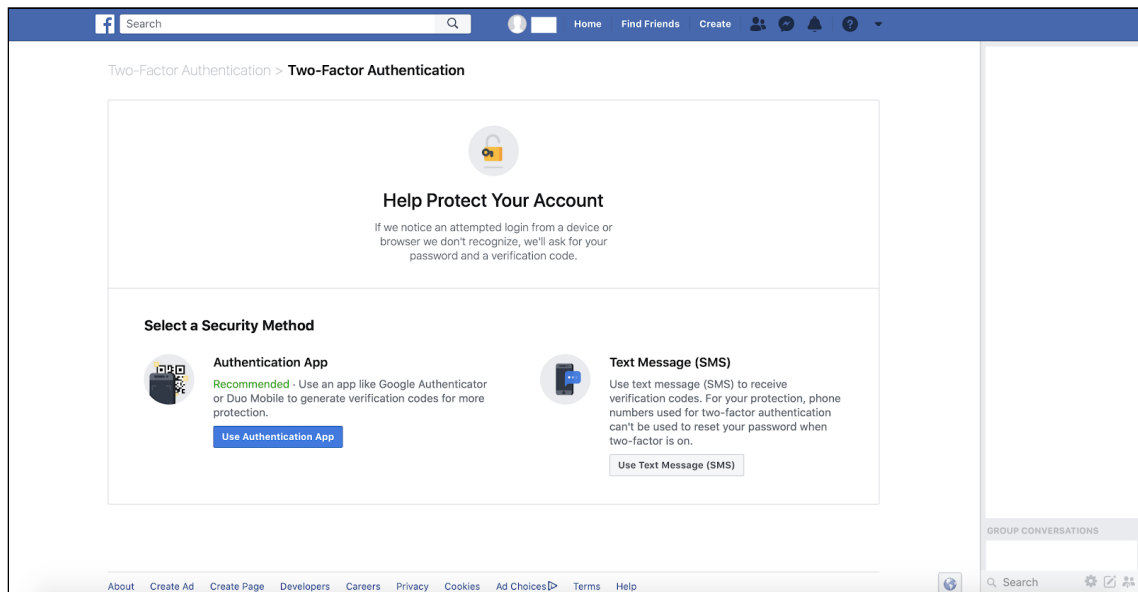 f
Search
Home Find Friends Create
Two-Factor Authentication > Two-Factor Authentication
Help Protect Your Account
If we notice an attempted login from a device or
browser we don't recognize, we'll ask for your
password and a verification code.
Select a Security Method
Authentication App
Recommended · Use an app like Google Authenticator
or Duo Mobile to generate verification codes for more
protection.
Use Authentication App
Text Message (SMS)
Use text message (SMS) to receive
verification codes. For your protection, phone
numbers used for two-factor authentication
can't be used to reset your password when
two-factor is on.
Use Text Message (SMS)
GROUP CONVERSATIONS
Search
About Create Ad Create Page Developers Careers Privacy Cookies Ad Choices Terms Help